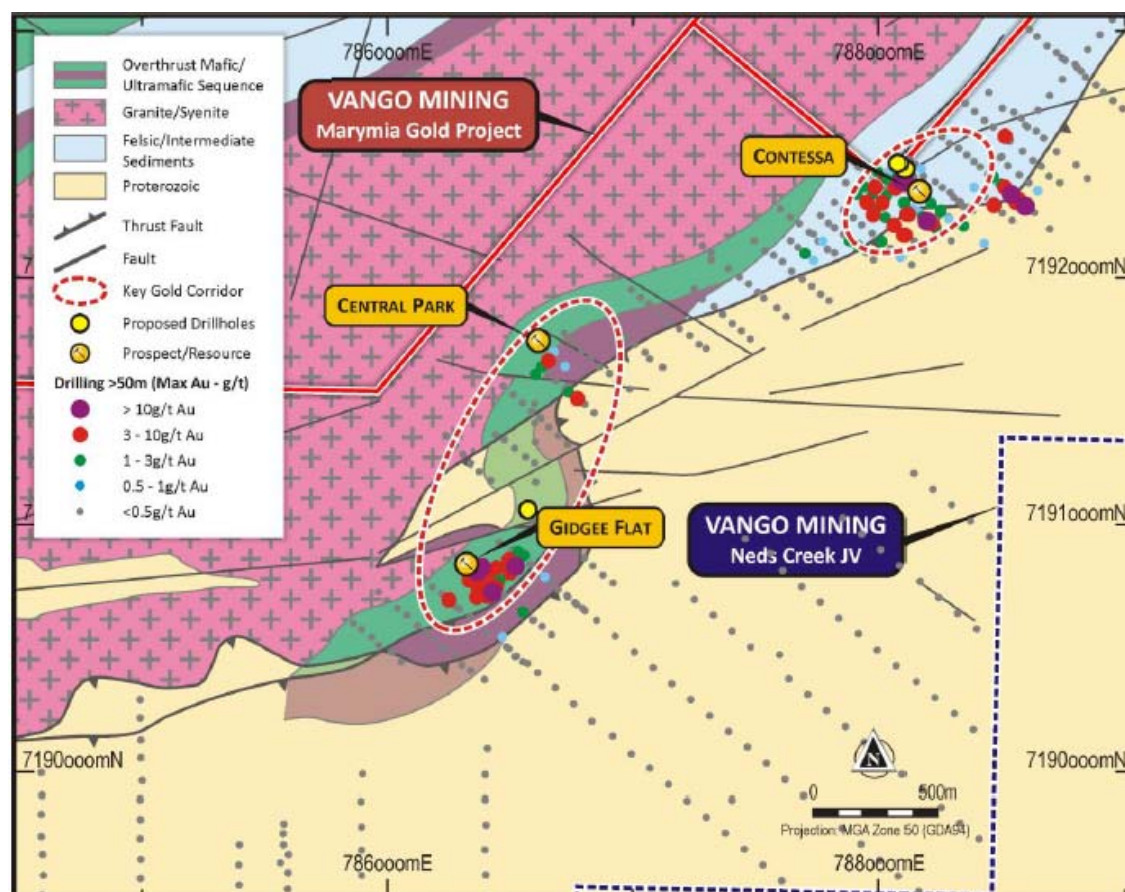 786000mE
788000mE
Overthrust Mafic/
Ultramafic Sequence
Granite/Syenite
Felsic/Intermediate
Sediments
Proterozoic
Thrust Fault
Fault
Key Gold Corridor
Proposed Drillholes
Prospect/Resource
Drilling >50m (Max Au - g/t)
> 10g/t Au
3 - 10g/t Au
1 - 3g/t Au
0.5 - 1g/t Au
<0.5g/t Au
VANGO MINING
Marymia Gold Project
CONTESSA
7192000mN
CENTRAL PARK
7191000mN
GIDGEE FLAT
VANGO MINING
Neds Creek JV
7190000mN
7190000mN
N
0 500m
Projection: MGA Zone 50 (GDA94)
786000mE
788000mE